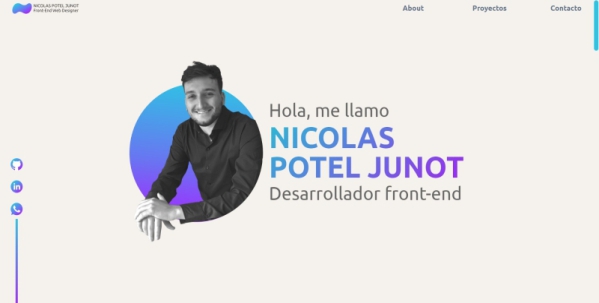 NICOLAS POTEL JUNOT
Front End Web Designer
About
Proyectos
Contacto
Hola, me llamo
NICOLAS
POTEL JUNOT
Desarrollador front-end